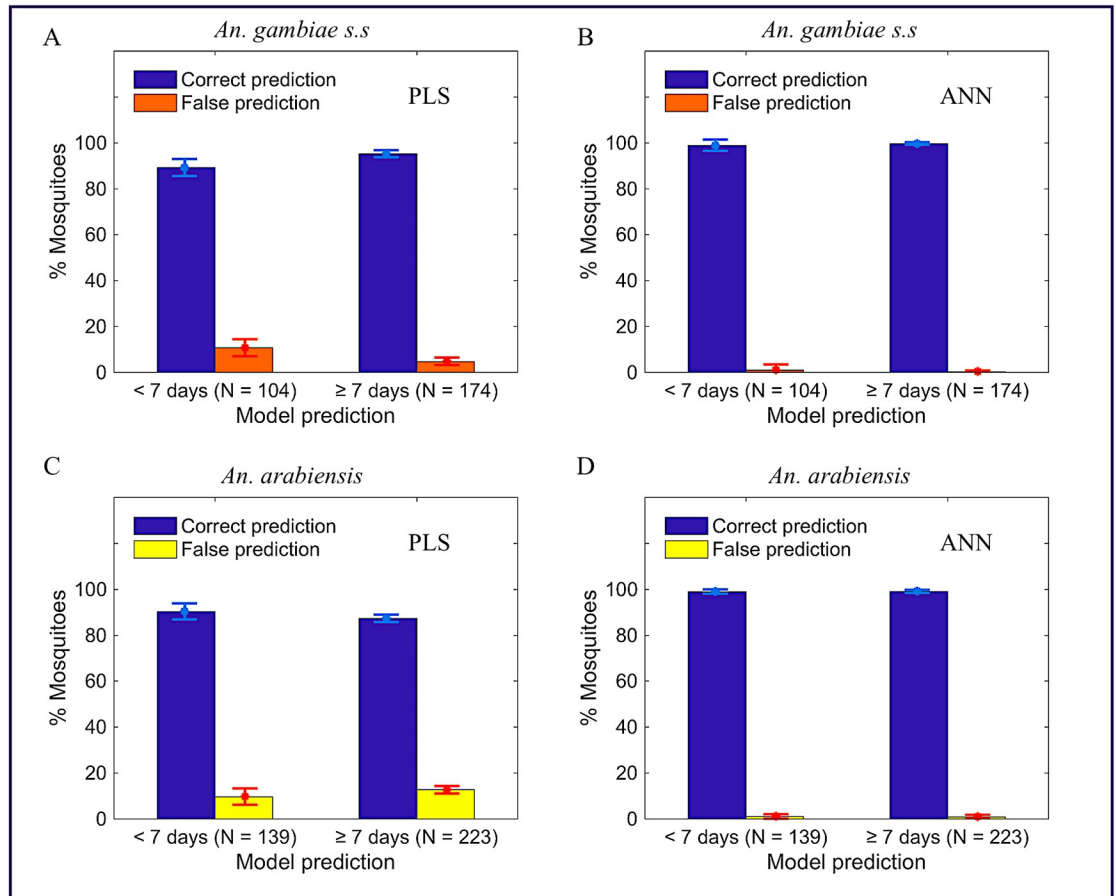 A
An. gambiae s.s
Correct prediction
False prediction
PLS
% Mosquitoes
100
80
60
40
20
0
< 7 days (N = 104)
≥ 7 days (N = 174)
Model prediction
B
An. gambiae s.s
Correct prediction
False prediction
ANN
% Mosquitoes
100
80
60
40
20
0
< 7 days (N = 104)
≥ 7 days (N = 174)
Model prediction
C
An. arabiensis
Correct prediction
False prediction
PLS
% Mosquitoes
100
80
60
40
20
0
< 7 days (N = 139)
≥ 7 days (N = 223)
Model prediction
D
An. arabiensis
Correct prediction
False prediction
ANN
% Mosquitoes
100
80
60
40
20
0
< 7 days (N = 139)
≥ 7 days (N = 223)
Model prediction